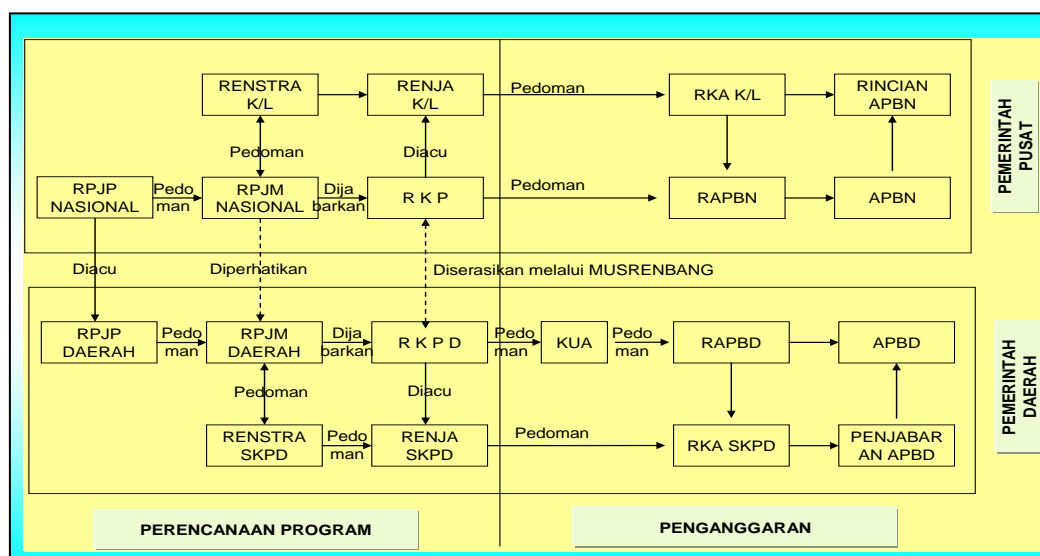 RENSTRA
K/L
RENJA
K/L
Pedoman
RKA K/L
RINCIAN
APBN
PEMERINTAH
PUSAT
Pedoman
Diacu
RPJP
NASIONAL
Pedo
man
RPJM
NASIONAL
Dija
barkan
R K P
Pedoman
RAPBN
APBN
Diacu
Diperhatikan
Diserasikan melalui MUSRENBANG
RPJP
DAERAH
Pedo
man
RPJM
DAERAH
Dija
barkan
R K P D
Pedo
man
KUA
Pedo
man
RAPBD
APBD
PEMERINTAH
DAERAH
Pedoman
Diacu
RENSTRA
SKPD
Pedo
man
RENJA
SKPD
Pedoman
RKA SKPD
PENJABAR
AN APBD
PERENCANAAN PROGRAM
PENGANGGARAN